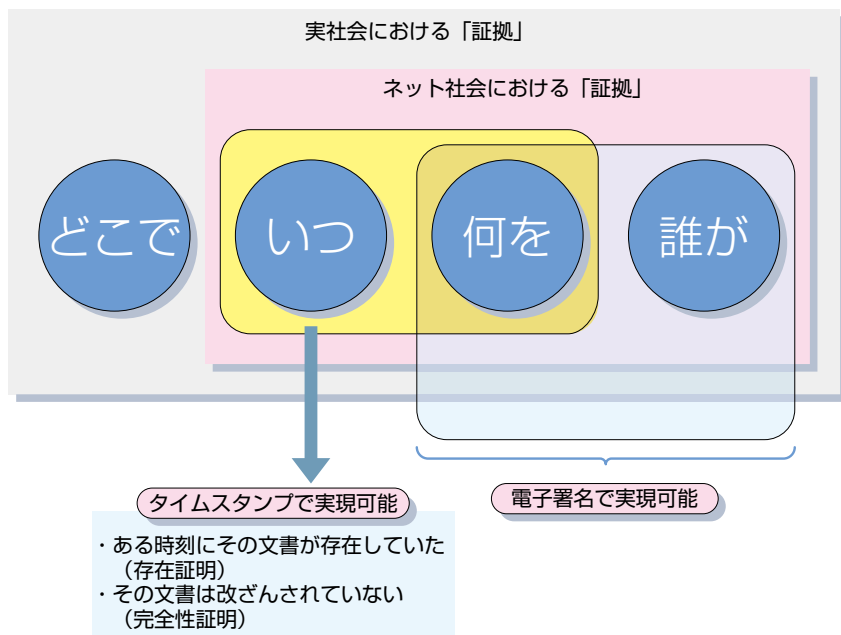 実社会における「証拠」
ネット社会における「証拠」
どこで
いつ
何を
誰が
タイムスタンプで実現可能
電子署名で実現可能
・ある時刻にその文書が存在していた
（存在証明）
・その文書は改ざんされていない
（完全性証明）